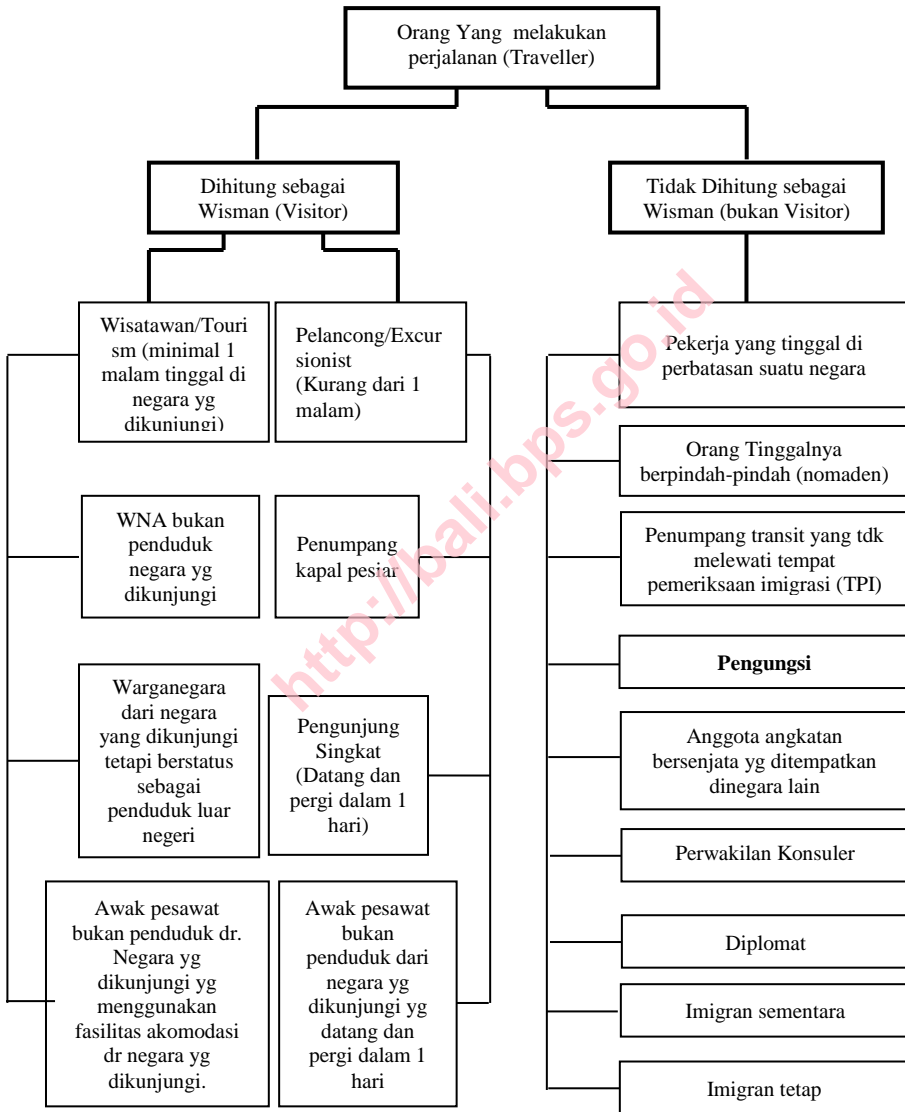 Orang Yang melakukan
perjalanan (Traveller)
Dihitung sebagai
Wisman (Visitor)
Tidak Dihitung sebagai
Wisman (bukan Visitor)
Wisatawan/Touri
sm (minimal 1
malam tinggal di
negara yg
dikunjungi)
Pelancong/Excur
sionist
(Kurang dari 1
malam)
Pekerja yang tinggal di
perbatasan suatu negara
Orang Tinggalnya
berpindah-pindah (nomaden)
WNA bukan
penduduk
negara yg
dikunjungi
Penumpang
kapal pesiar
Penumpang transit yang tdk
melewati tempat
pemeriksaan imigrasi (TPI)
Pengungsi
Warganegara
dari negara
yang dikunjungi
tetapi berstatus
sebagai
penduduk luar
negeri
Pengunjung
Singkat
(Datang dan
pergi dalam 1
hari)
Anggota angkatan
bersenjata yg ditempatkan
dinegara lain
Perwakilan Konsuler
Awak pesawat
bukan penduduk dr.
Negara yg
dikunjungi yg
menggunakan
fasilitas akomodasi
dr negara yg
dikunjungi.
Awak pesawat
bukan
penduduk dari
negara yg
dikunjungi yg
datang dan
pergi dalam 1
hari
Diplomat
Imigran sementara
Imigran tetap
http://bali.bps.go.id